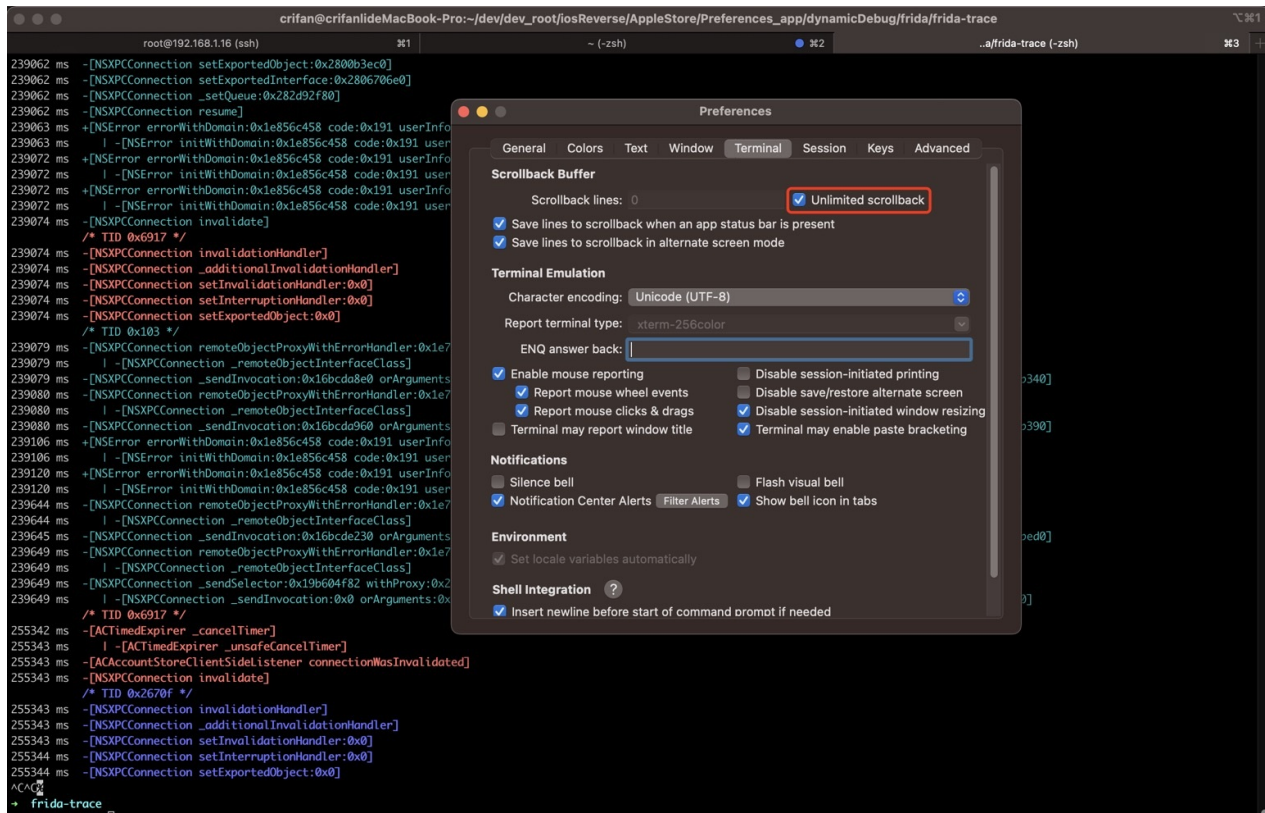 crifan@crifanlideMacBook-Pro:~/dev/dev_root/iosReverse/AppleStore/Preferences_app/dynamicDebug/frida/frida-trace
⌥⌘1
root@192.168.1.16 (ssh) ⌘1
~ (-zsh) ⌘2
..a/frida-trace (-zsh) ⌘3
239062 ms -[NSXPCConnection setExportedObject:0x2800b3ec0]
239062 ms -[NSXPCConnection setExportedInterface:0x2806706e0]
239062 ms -[NSXPCConnection _setQueue:0x282d92f80]
239062 ms -[NSXPCConnection resume]
239063 ms +[NSError errorWithDomain:0x1e856c458 code:0x191 userInfo
239063 ms | -[NSError initWithDomain:0x1e856c458 code:0x191 user
239072 ms +[NSError errorWithDomain:0x1e856c458 code:0x191 userInfo
239072 ms | -[NSError initWithDomain:0x1e856c458 code:0x191 user
239072 ms +[NSError errorWithDomain:0x1e856c458 code:0x191 userInfo
239072 ms | -[NSError initWithDomain:0x1e856c458 code:0x191 user
239074 ms -[NSXPCConnection invalidate]
/* TID 0x6917 */
239074 ms -[NSXPCConnection invalidationHandler]
239074 ms -[NSXPCConnection _additionalInvalidationHandler]
239074 ms -[NSXPCConnection setInvalidationHandler:0x0]
239074 ms -[NSXPCConnection setInterruptionHandler:0x0]
239074 ms -[NSXPCConnection setExportedObject:0x0]
/* TID 0x103 */
239079 ms -[NSXPCConnection remoteObjectProxyWithErrorHandler:0x1e7
239079 ms | -[NSXPCConnection _remoteObjectInterfaceClass]
239079 ms -[NSXPCConnection _sendInvocation:0x16bcda8e0 orArguments b340]
239080 ms -[NSXPCConnection remoteObjectProxyWithErrorHandler:0x1e7
239080 ms | -[NSXPCConnection _remoteObjectInterfaceClass]
239080 ms -[NSXPCConnection _sendInvocation:0x16bcda960 orArguments b390]
239106 ms +[NSError errorWithDomain:0x1e856c458 code:0x191 userInfo
239106 ms | -[NSError initWithDomain:0x1e856c458 code:0x191 user
239120 ms +[NSError errorWithDomain:0x1e856c458 code:0x191 userInfo
239120 ms | -[NSError initWithDomain:0x1e856c458 code:0x191 user
239644 ms -[NSXPCConnection remoteObjectProxyWithErrorHandler:0x1e7
239644 ms | -[NSXPCConnection _remoteObjectInterfaceClass]
239645 ms -[NSXPCConnection _sendInvocation:0x16bcde230 orArguments bed0]
239649 ms -[NSXPCConnection remoteObjectProxyWithErrorHandler:0x1e7
239649 ms | -[NSXPCConnection _remoteObjectInterfaceClass]
239649 ms -[NSXPCConnection _sendSelector:0x19b604f82 withProxy:0x2
239649 ms | -[NSXPCConnection _sendInvocation:0x0 orArguments:0x 0]
/* TID 0x6917 */
255342 ms -[ACTimedExpirer _cancelTimer]
255343 ms | -[ACTimedExpirer _unsafeCancelTimer]
255343 ms -[ACAccountStoreClientSideListener connectionWasInvalidated]
255343 ms -[NSXPCConnection invalidate]
/* TID 0x2670f */
255343 ms -[NSXPCConnection invalidationHandler]
255343 ms -[NSXPCConnection _additionalInvalidationHandler]
255343 ms -[NSXPCConnection setInvalidationHandler:0x0]
255344 ms -[NSXPCConnection setInterruptionHandler:0x0]
255344 ms -[NSXPCConnection setExportedObject:0x0]
^C^C%
→ frida-trace
Preferences
General Colors Text Window Terminal Session Keys Advanced
Scrollback Buffer
Scrollback lines: 0 Unlimited scrollback
Save lines to scrollback when an app status bar is present
Save lines to scrollback in alternate screen mode
Terminal Emulation
Character encoding: Unicode (UTF-8)
Report terminal type: xterm-256color
ENQ answer back:
Enable mouse reporting Disable session-initiated printing
Report mouse wheel events Disable save/restore alternate screen
Report mouse clicks & drags Disable session-initiated window resizing
Terminal may report window title Terminal may enable paste bracketing
Notifications
Silence bell Flash visual bell
Notification Center Alerts Filter Alerts Show bell icon in tabs
Environment
Set locale variables automatically
Shell Integration ?
Insert newline before start of command prompt if needed